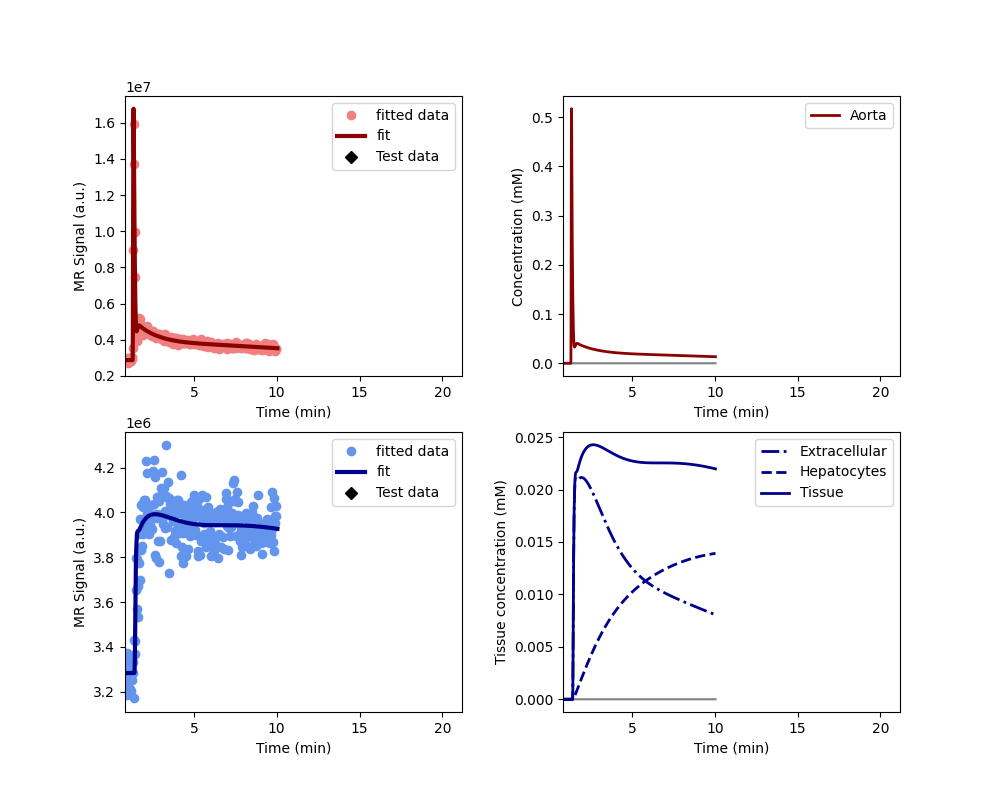 1e7
MR Signal (a.u.)
1.6
1.4
1.2
1.0
0.8
0.6
0.4
0.2
5
10
15
20
Time (min)
fitted data
fit
Test data
Concentration (mM)
0.5
0.4
0.3
0.2
0.1
0.0
5
10
15
20
Time (min)
Aorta
1e6
MR Signal (a.u.)
4.2
4.0
3.8
3.6
3.4
3.2
5
10
15
20
Time (min)
fitted data
fit
Test data
Tissue concentration (mM)
0.025
0.020
0.015
0.010
0.005
0.000
5
10
15
20
Time (min)
Extracellular
Hepatocytes
Tissue